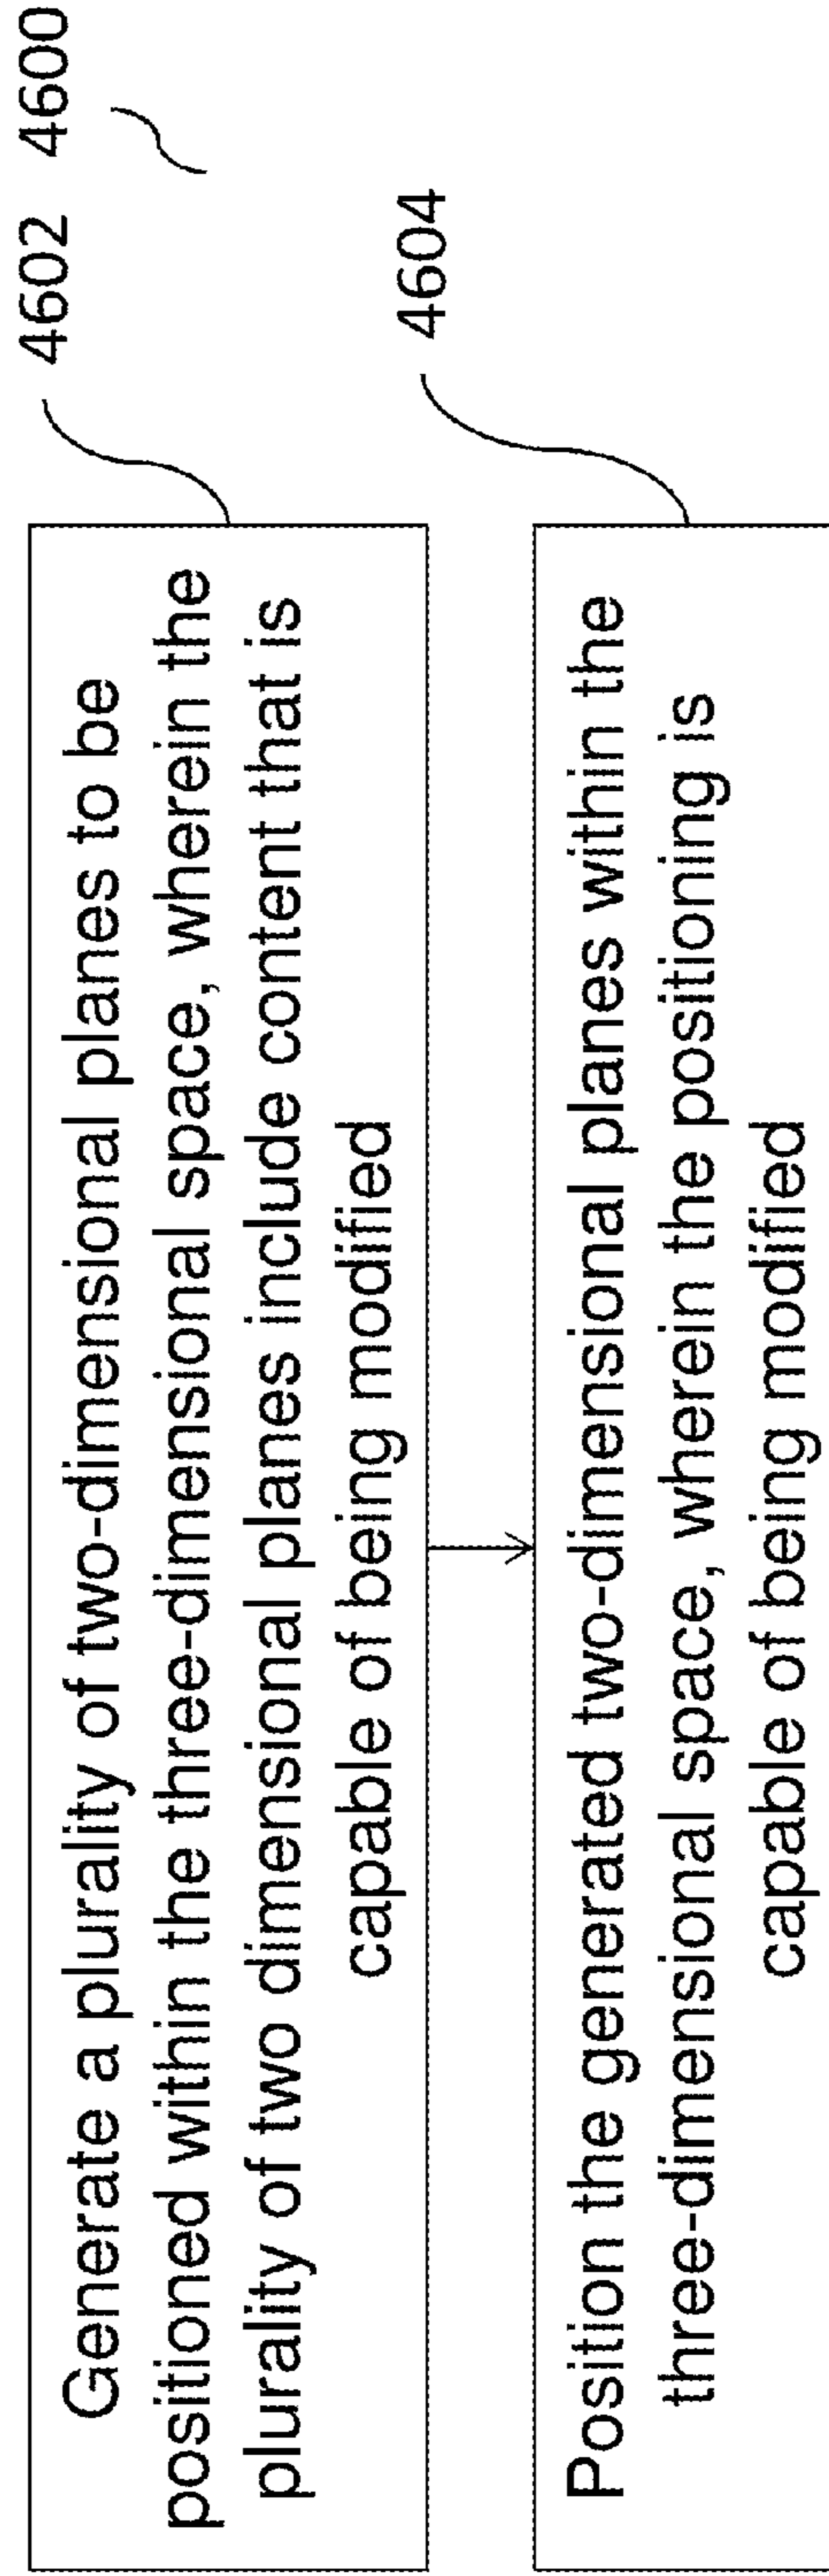 4600
4602
Generate a plurality of two-dimensional planes to be
positioned within the three-dimensional space, wherein the
plurality of two dimensional planes include content that is
capable of being modified
4604
Position the generated two-dimensional planes within the
three-dimensional space, wherein the positioning is
capable of being modified